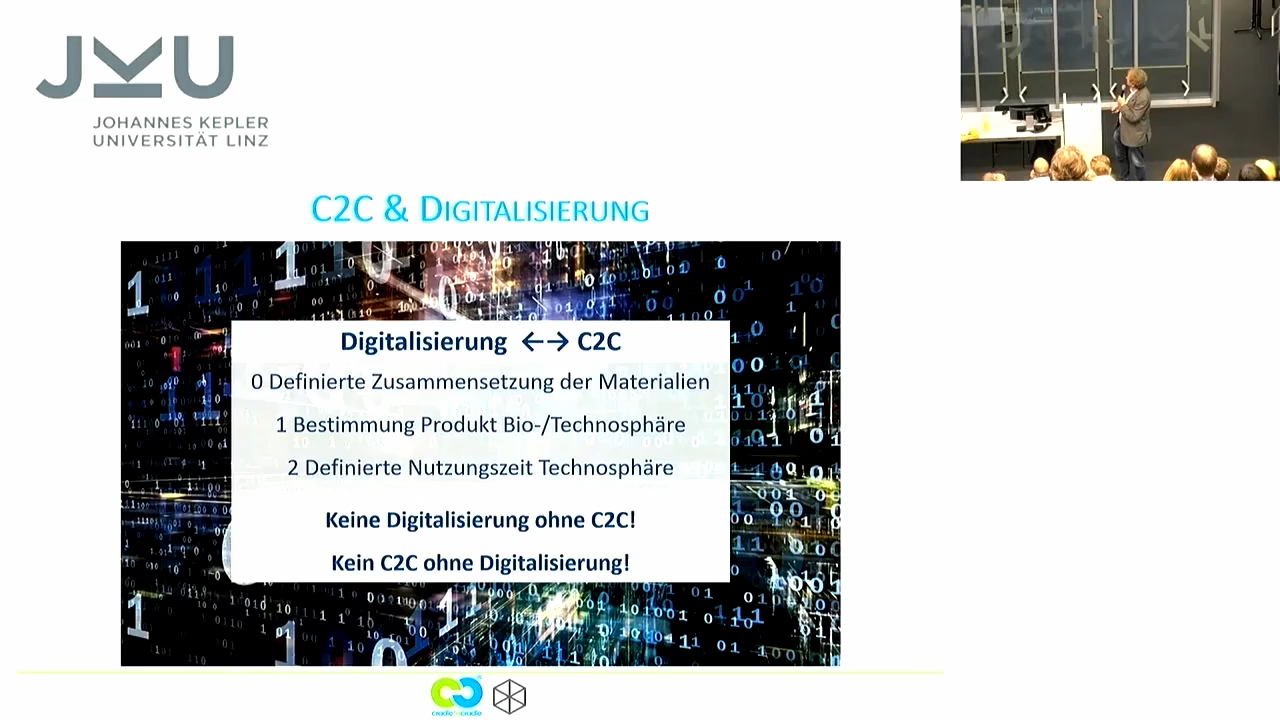 JKU
JOHANNES KEPLER
UNIVERSITÄT LINZ
C2C & DIGITALISIERUNG
Digitalisierung ←→ C2C
0 Definierte Zusammensetzung der Materialien
1 Bestimmung Produkt Bio-/Technosphäre
2 Definierte Nutzungszeit Technosphäre
Keine Digitalisierung ohne C2C!
Kein C2C ohne Digitalisierung!
cradletocradle